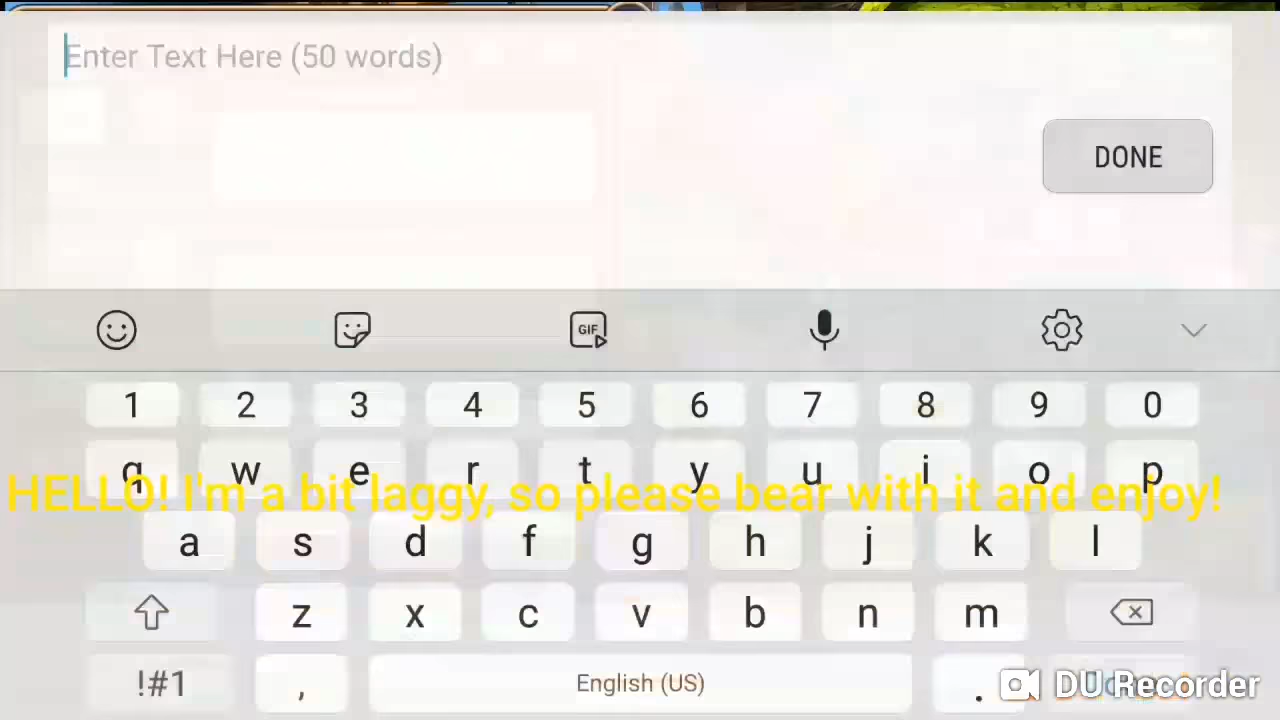 Enter Text Here (50 words)
DONE
GIF
1 2 3 4 5 6 7 8 9 0
q w e r t y u i o p
HELLO! I'm a bit laggy, so please bear with it and enjoy!
a s d f g h j k l
z x c v b n m
!#1 , English (US) .
DU Recorder